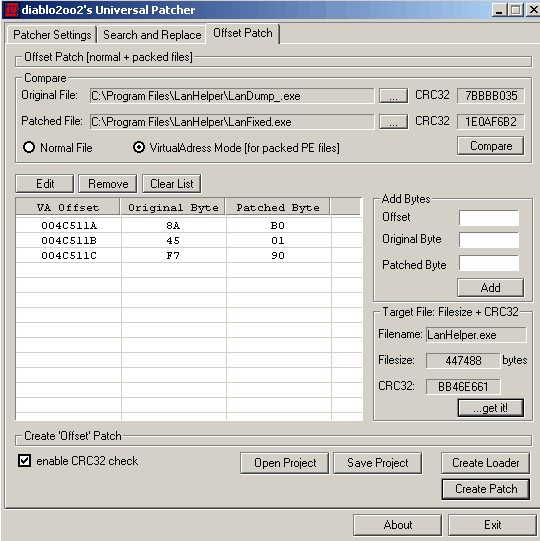 diablo2oo2's Universal Patcher
Patcher Settings Search and Replace Offset Patch
Offset Patch [normal + packed files]
Compare
Original File: C:\Program Files\LanHelper\LanDump_.exe ... CRC32 7BBBB035
Patched File: C:\Program Files\LanHelper\LanFixed.exe ... CRC32 1E0AF6B2
Normal File VirtualAdress Mode [for packed PE files] Compare
Edit Remove Clear List
VA Offset Original Byte Patched Byte
004C511A 8A B0
004C511B 45 01
004C511C F7 90
Add Bytes
Offset
Original Byte
Patched Byte
Add
Target File: Filesize + CRC32
Filename: LanHelper.exe
Filesize: 447488 bytes
CRC32: BB46E661
...get it!
Create 'Offset' Patch
enable CRC32 check Open Project Save Project Create Loader
Create Patch
About Exit